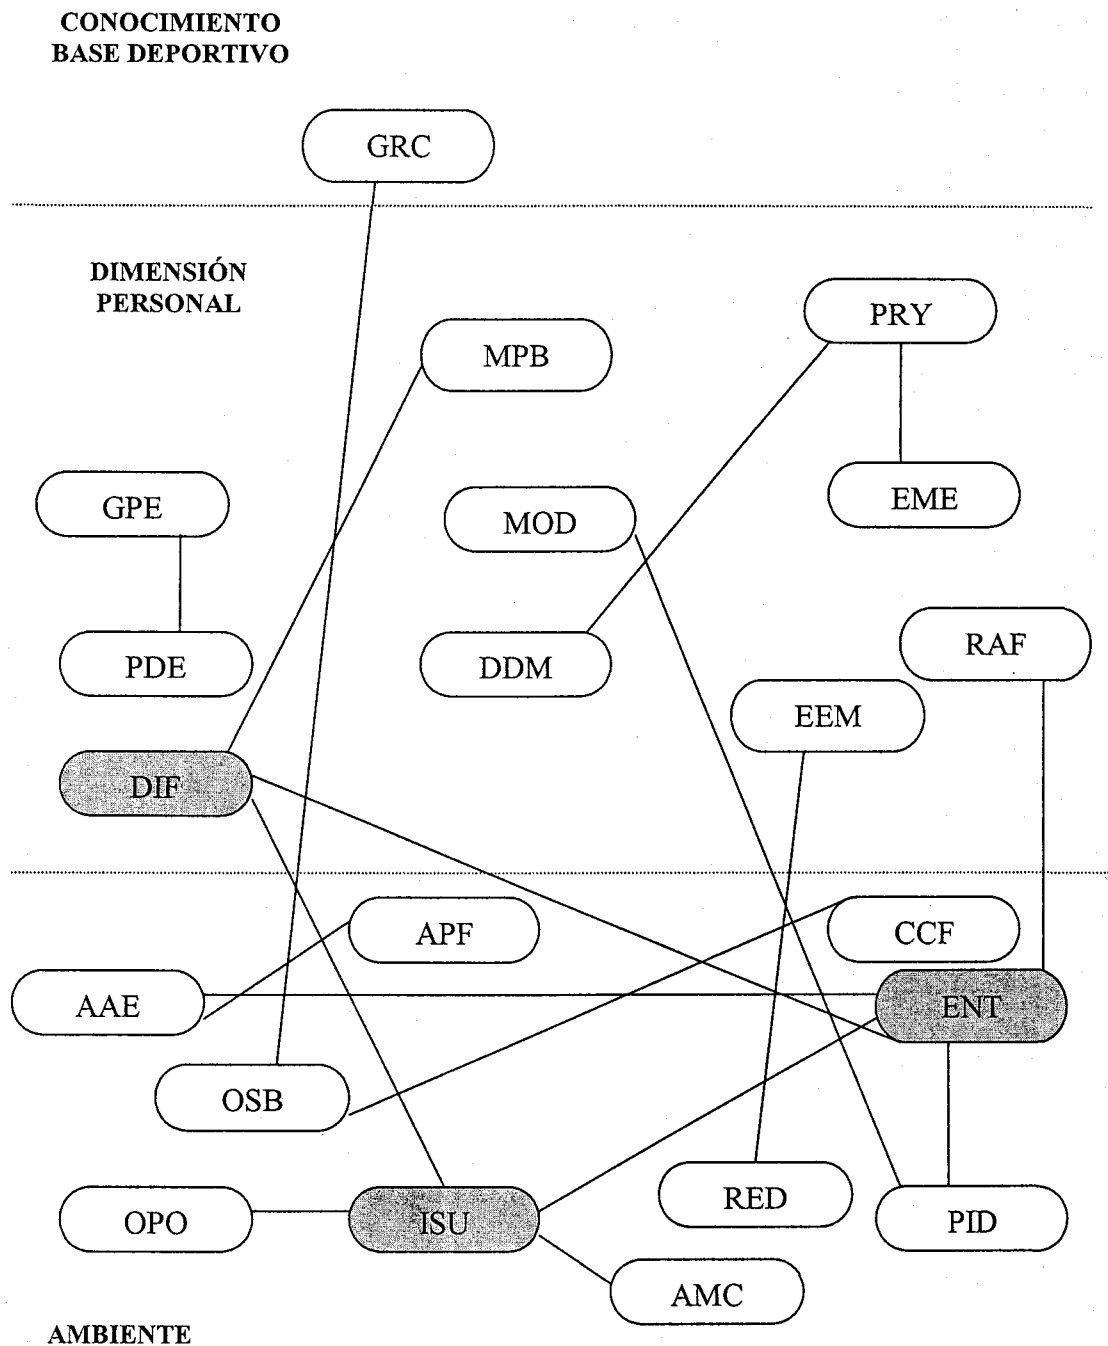 CONOCIMIENTO
BASE DEPORTIVO
GRC
DIMENSIÓN
PERSONAL
PRY
MPB
GPE
MOD
EME
PDE
DDM
RAF
EEM
DIF
APF
CCF
AAE
ENT
OSB
OPO
ISU
RED
PID
AMC
AMBIENTE